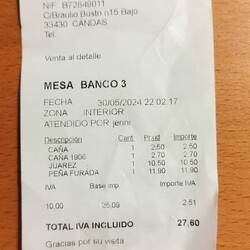 NIF: B72849011
C/Braulio Busto n15 Bajo
33430 CANDAS
Tel.
Venta al detalle
MESA BANCO 3
FECHA 30/05/2024 22:02:17
ZONA INTERIOR
ATENDIDO POR jenni
Descripción Cant. Pr.ud Importe
CAÑA 1 2.50 2.50
CAÑA 1906 1 2.70 2.70
JUAREZ 1 10.50 10.50
PEÑA FURADA 1 11.90 11.90
IVA Base imp. Importe IVA
10,00 25,09 2.51
TOTAL IVA INCLUIDO 27,60
Gracias por su visita